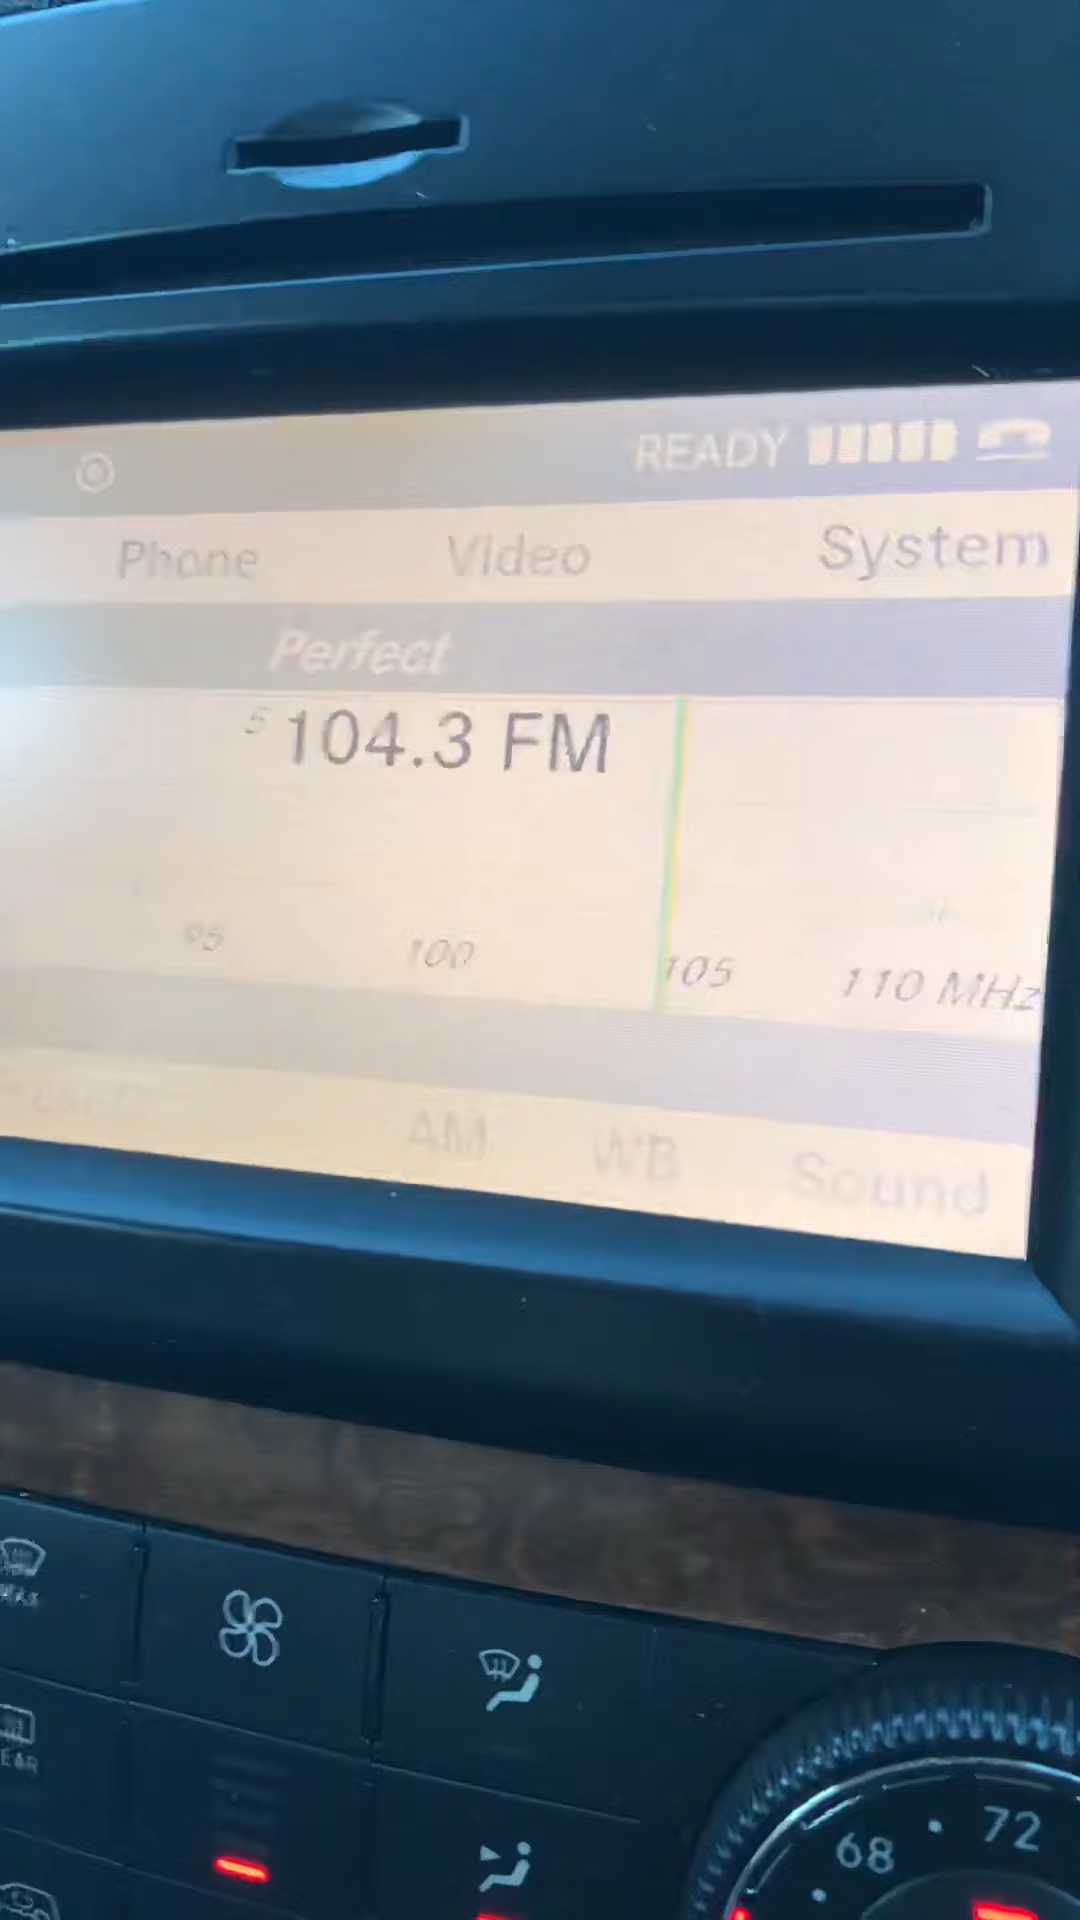 READY
Phone Video System
Perfect
5 104.3 FM
95 100 105 110 MHz
AM WB Sound
MAX
68 72